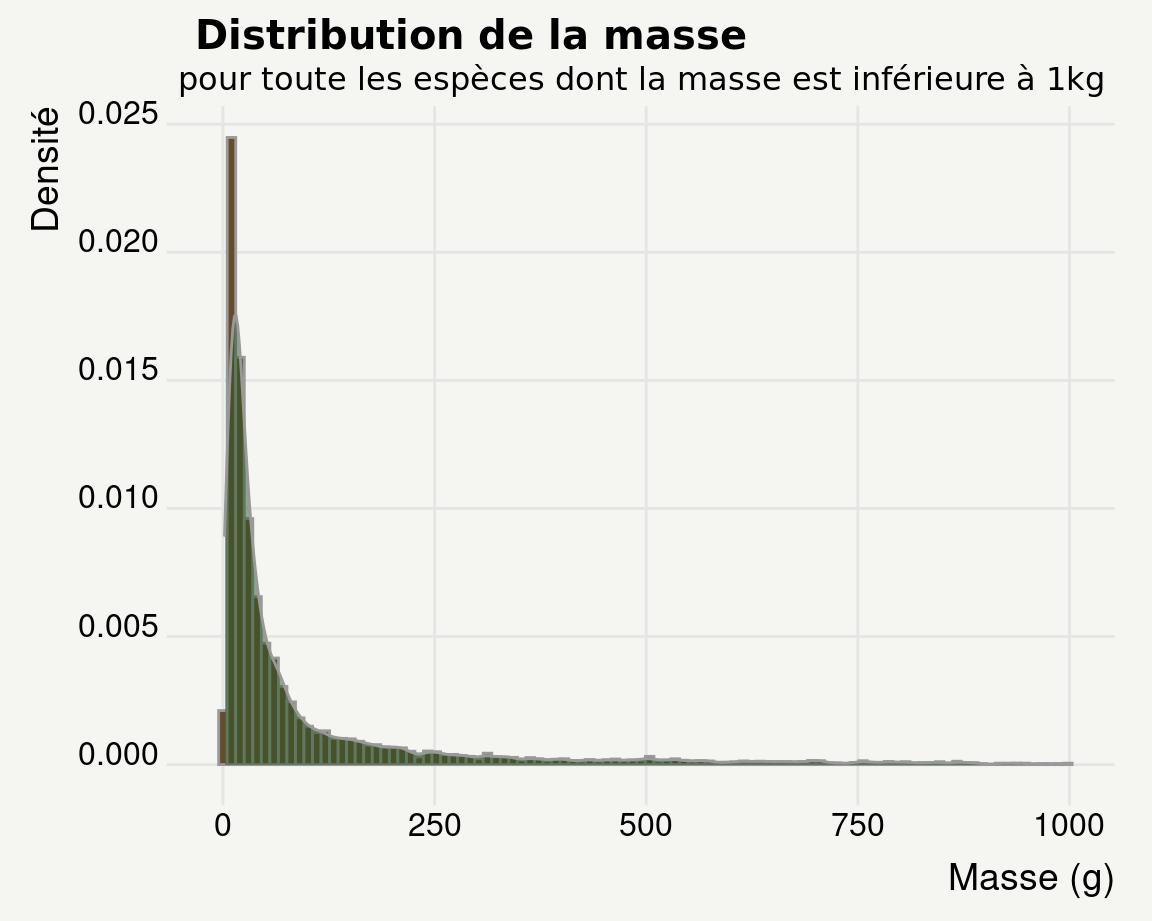 Distribution de la masse
pour toute les espèces dont la masse est inférieure à 1kg
Densité
0.025
0.020
0.015
0.010
0.005
0.000
0 250 500 750 1000
Masse (g)